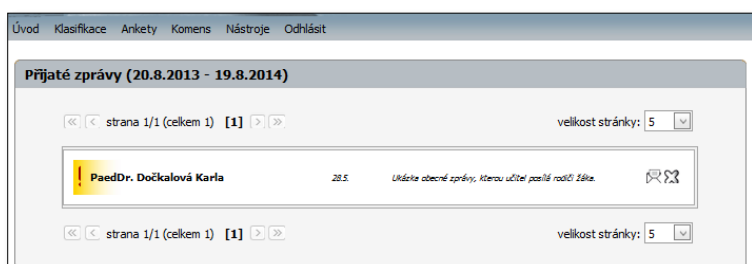 Úvod Klasifikace Ankety Komens Nástroje Odhlásit
Přijaté zprávy (20.8.2013 - 19.8.2014)
strana 1/1 (celkem 1) [1] velikost stránky: 5
PaedDr. Dočkalová Karla 28.5. Ukázka obecné zprávy, kterou učitel posílá rodiči žáka.
strana 1/1 (celkem 1) [1] velikost stránky: 5